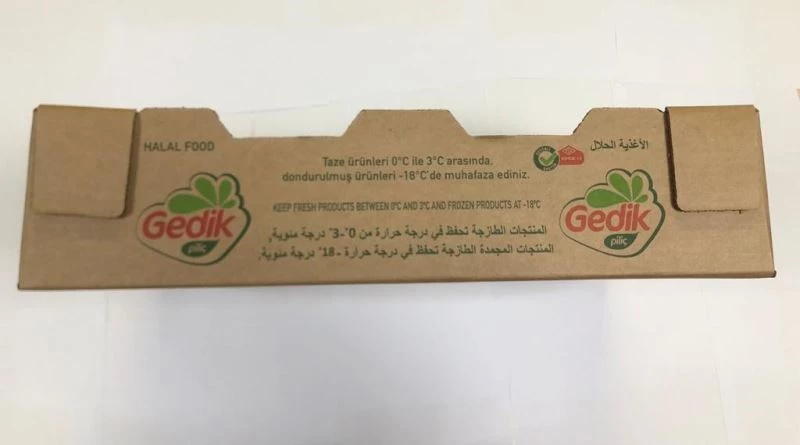 HALAL FOOD
الأغذية الحلال
Taze ürünleri 0°C ile 3°C arasında,
dondurulmuş ürünleri -18°C'de muhafaza ediniz.
KEEP FRESH PRODUCTS BETWEEN 0°C AND 3°C AND FROZEN PRODUCTS AT -18°C
المنتجات الطازجة تحفظ في درجة حرارة من 0°-3° درجة مئوية,
المنتجات المجمدة الطازجة تحفظ في درجة حرارة -18° درجة مئوية,
Gedik
piliç
Gedik
piliç